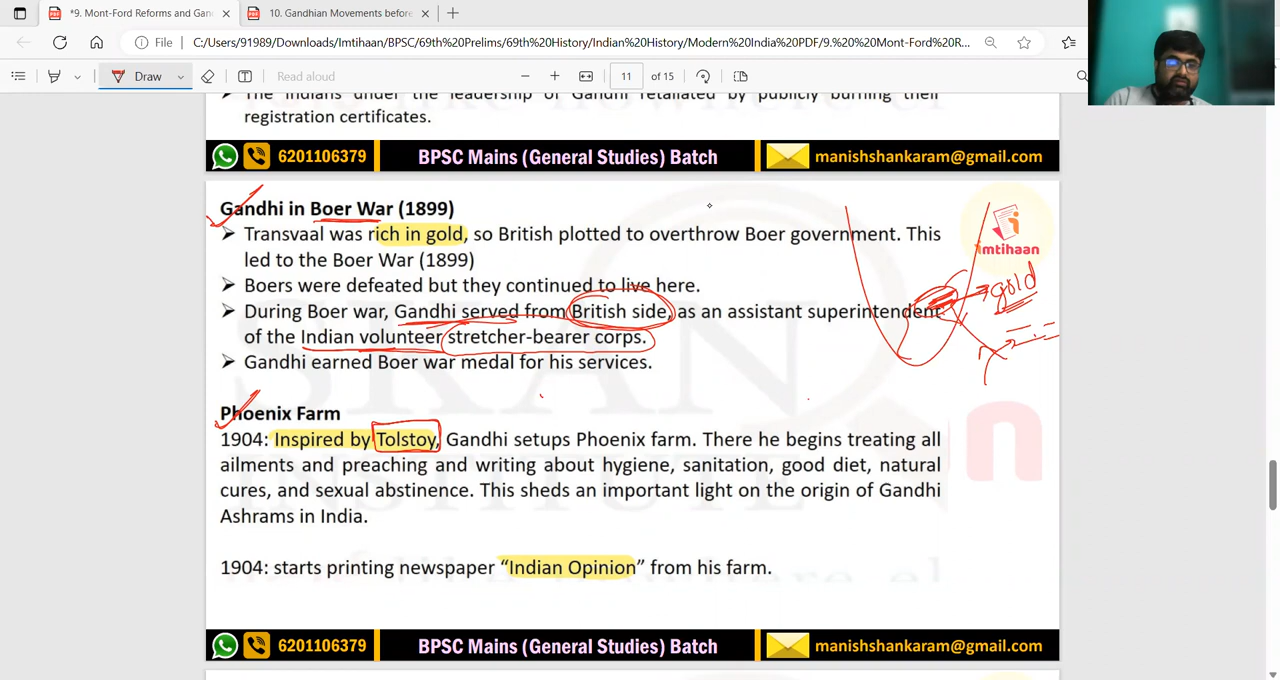 *9. Mont-Ford Reforms and Gan
10. Gandhian Movements before
File
C:/Users/91989/Downloads/Imtihaan/BPSC/69th%20Prelims/69th%20History/Indian%20History/Modern%20India%20PDF/9.%20%20Mont-Ford%20R...
Draw
Read aloud
11 of 15
The Indians under the leadership of Gandhi retaliated by publicly burning their
registration certificates.
6201106379 BPSC Mains (General Studies) Batch manishshankaram@gmail.com
Gandhi in Boer War (1899)
➢ Transvaal was rich in gold, so British plotted to overthrow Boer government. This
led to the Boer War (1899)
➢ Boers were defeated but they continued to live here.
➢ During Boer war, Gandhi served from British side, as an assistant superintendent
of the Indian volunteer stretcher-bearer corps.
➢ Gandhi earned Boer war medal for his services.
imtihaan
gold
Phoenix Farm
1904: Inspired by Tolstoy, Gandhi setups Phoenix farm. There he begins treating all
ailments and preaching and writing about hygiene, sanitation, good diet, natural
cures, and sexual abstinence. This sheds an important light on the origin of Gandhi
Ashrams in India.
1904: starts printing newspaper “Indian Opinion” from his farm.
6201106379 BPSC Mains (General Studies) Batch manishshankaram@gmail.com